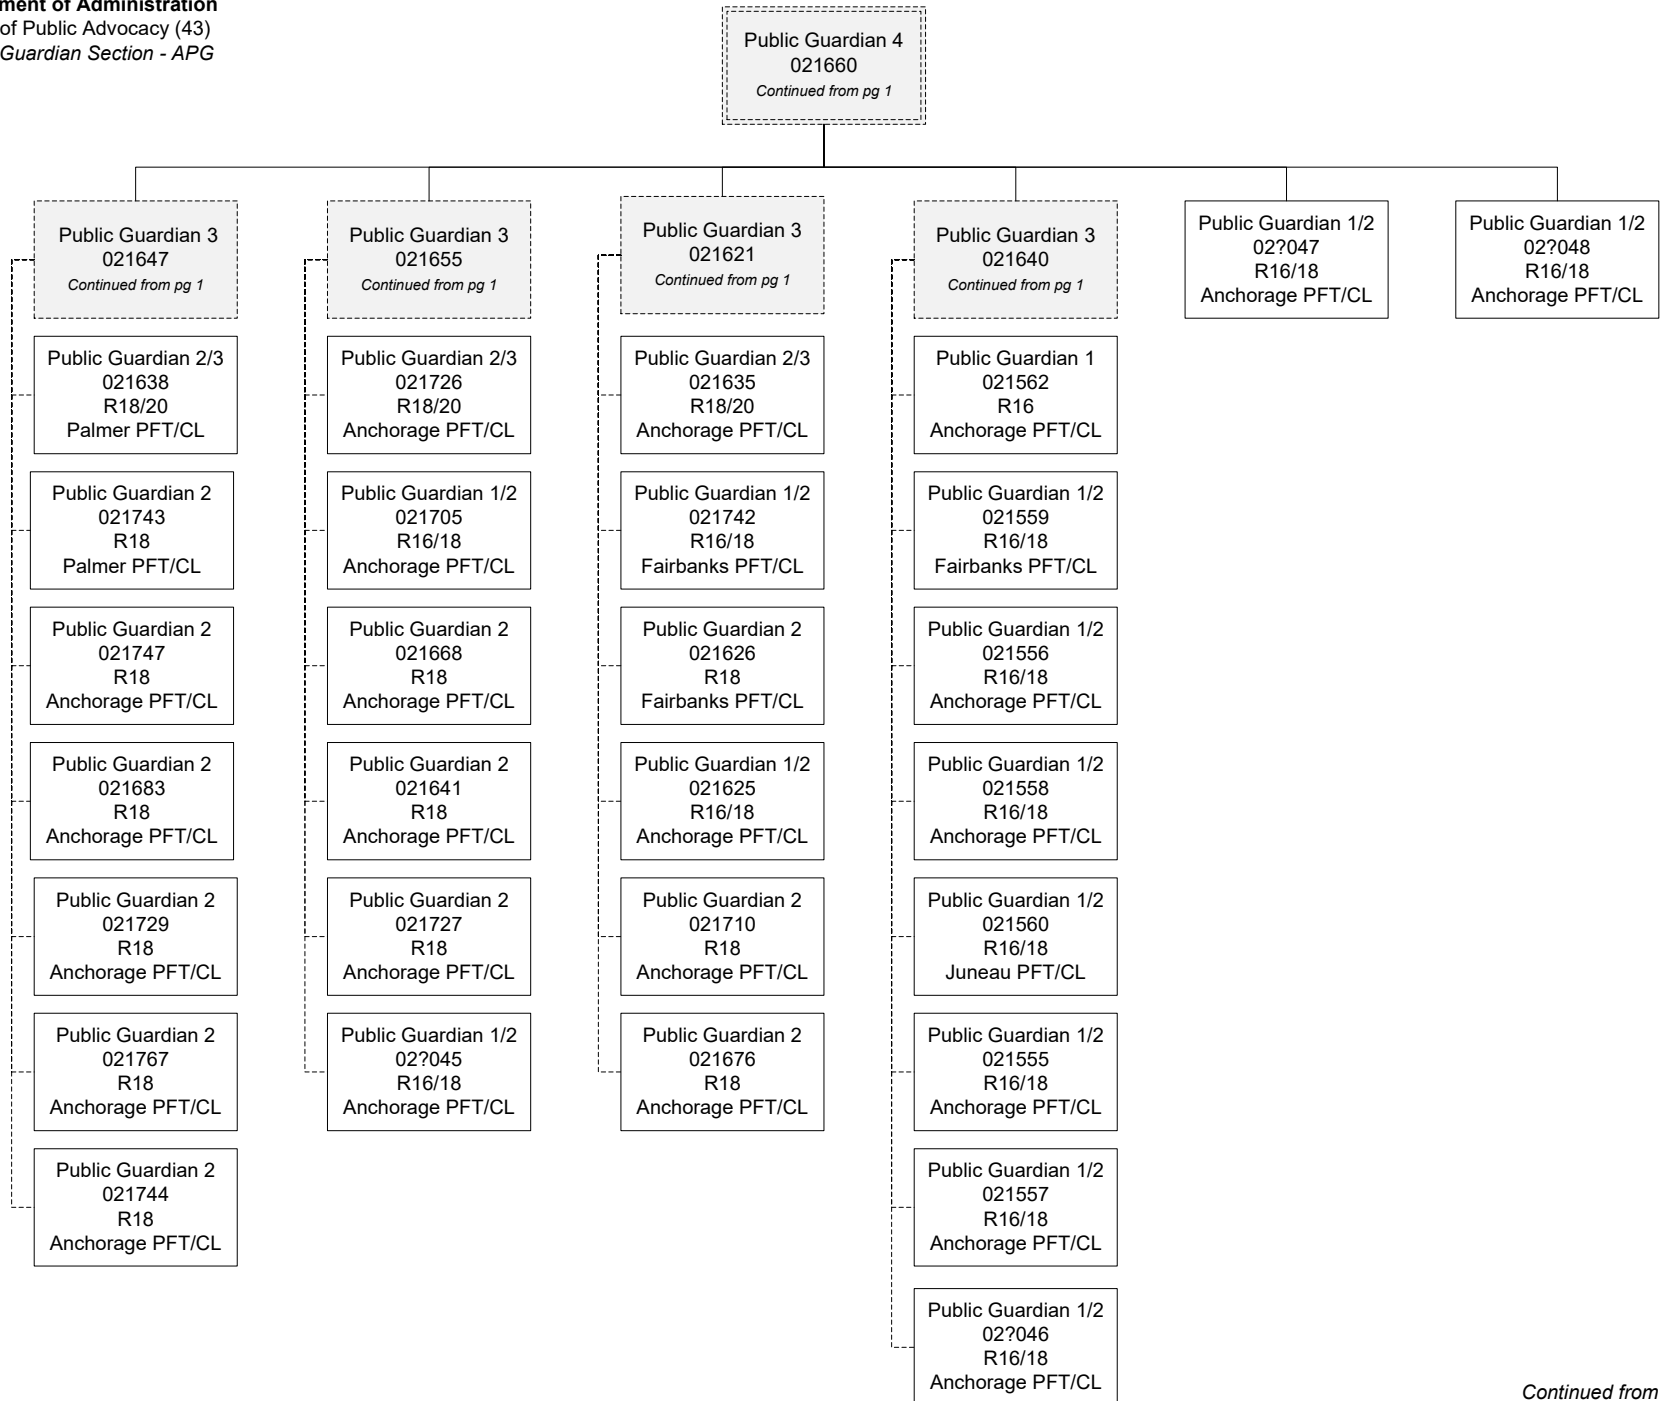 ment of Administration
of Public Advocacy (43)
Guardian Section - APG
Public Guardian 4
021660
Continued from pg 1
Public Guardian 3
021647
Continued from pg 1
Public Guardian 2/3
021638
R18/20
Palmer PFT/CL
Public Guardian 2
021743
R18
Palmer PFT/CL
Public Guardian 2
021747
R18
Anchorage PFT/CL
Public Guardian 2
021683
R18
Anchorage PFT/CL
Public Guardian 2
021729
R18
Anchorage PFT/CL
Public Guardian 2
021767
R18
Anchorage PFT/CL
Public Guardian 2
021744
R18
Anchorage PFT/CL
Public Guardian 3
021655
Continued from pg 1
Public Guardian 2/3
021726
R18/20
Anchorage PFT/CL
Public Guardian 1/2
021705
R16/18
Anchorage PFT/CL
Public Guardian 2
021668
R18
Anchorage PFT/CL
Public Guardian 2
021641
R18
Anchorage PFT/CL
Public Guardian 2
021727
R18
Anchorage PFT/CL
Public Guardian 1/2
02?045
R16/18
Anchorage PFT/CL
Public Guardian 3
021621
Continued from pg 1
Public Guardian 2/3
021635
R18/20
Anchorage PFT/CL
Public Guardian 1/2
021742
R16/18
Fairbanks PFT/CL
Public Guardian 2
021626
R18
Fairbanks PFT/CL
Public Guardian 1/2
021625
R16/18
Anchorage PFT/CL
Public Guardian 2
021710
R18
Anchorage PFT/CL
Public Guardian 2
021676
R18
Anchorage PFT/CL
Public Guardian 3
021640
Continued from pg 1
Public Guardian 1
021562
R16
Anchorage PFT/CL
Public Guardian 1/2
021559
R16/18
Fairbanks PFT/CL
Public Guardian 1/2
021556
R16/18
Anchorage PFT/CL
Public Guardian 1/2
021558
R16/18
Anchorage PFT/CL
Public Guardian 1/2
021560
R16/18
Juneau PFT/CL
Public Guardian 1/2
021555
R16/18
Anchorage PFT/CL
Public Guardian 1/2
021557
R16/18
Anchorage PFT/CL
Public Guardian 1/2
02?046
R16/18
Anchorage PFT/CL
Public Guardian 1/2
02?047
R16/18
Anchorage PFT/CL
Public Guardian 1/2
02?048
R16/18
Anchorage PFT/CL
Continued from